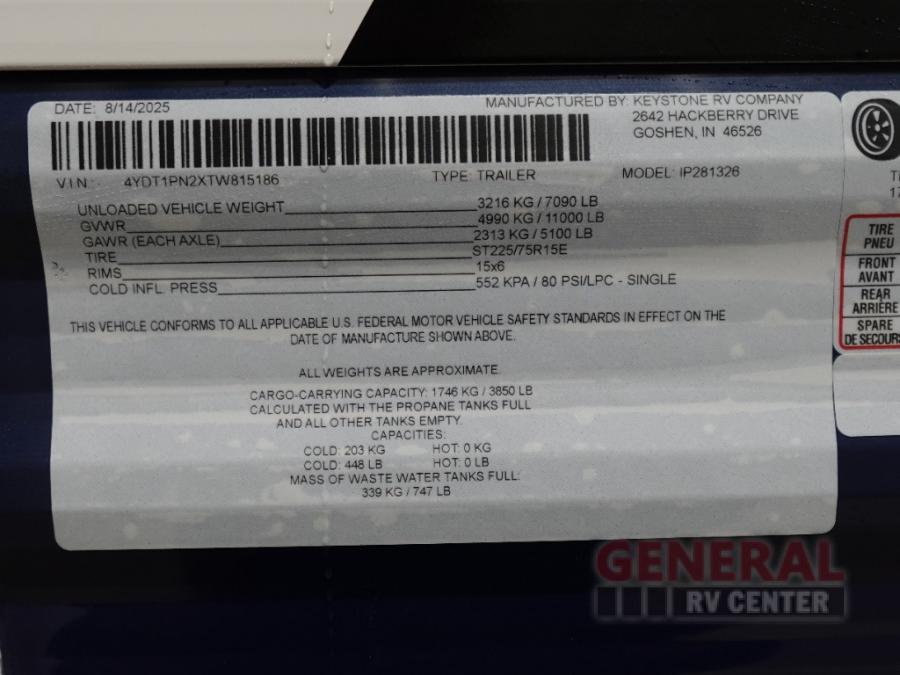 DATE: 8/14/2025
MANUFACTURED BY: KEYSTONE RV COMPANY
2642 HACKBERRY DRIVE
GOSHEN, IN 46526
VIN: 4YDT1PN2XTW815186 TYPE: TRAILER MODEL: IP281326
UNLOADED VEHICLE WEIGHT 3216 KG / 7090 LB
GVWR 4990 KG / 11000 LB
GAWR (EACH AXLE) 2313 KG / 5100 LB
TIRE ST225/75R15E
RIMS 15x6
COLD INFL. PRESS 552 KPA / 80 PSI/LPC - SINGLE
THIS VEHICLE CONFORMS TO ALL APPLICABLE U.S. FEDERAL MOTOR VEHICLE SAFETY STANDARDS IN EFFECT ON THE
DATE OF MANUFACTURE SHOWN ABOVE.
ALL WEIGHTS ARE APPROXIMATE.
CARGO-CARRYING CAPACITY: 1746 KG / 3850 LB
CALCULATED WITH THE PROPANE TANKS FULL
AND ALL OTHER TANKS EMPTY.
CAPACITIES:
COLD: 203 KG HOT: 0 KG
COLD: 448 LB HOT: 0 LB
MASS OF WASTE WATER TANKS FULL:
339 KG / 747 LB
TIRE
PNEU
FRONT
AVANT
REAR
ARRIÈRE
SPARE
DE SECOURS
GENERAL
RV CENTER